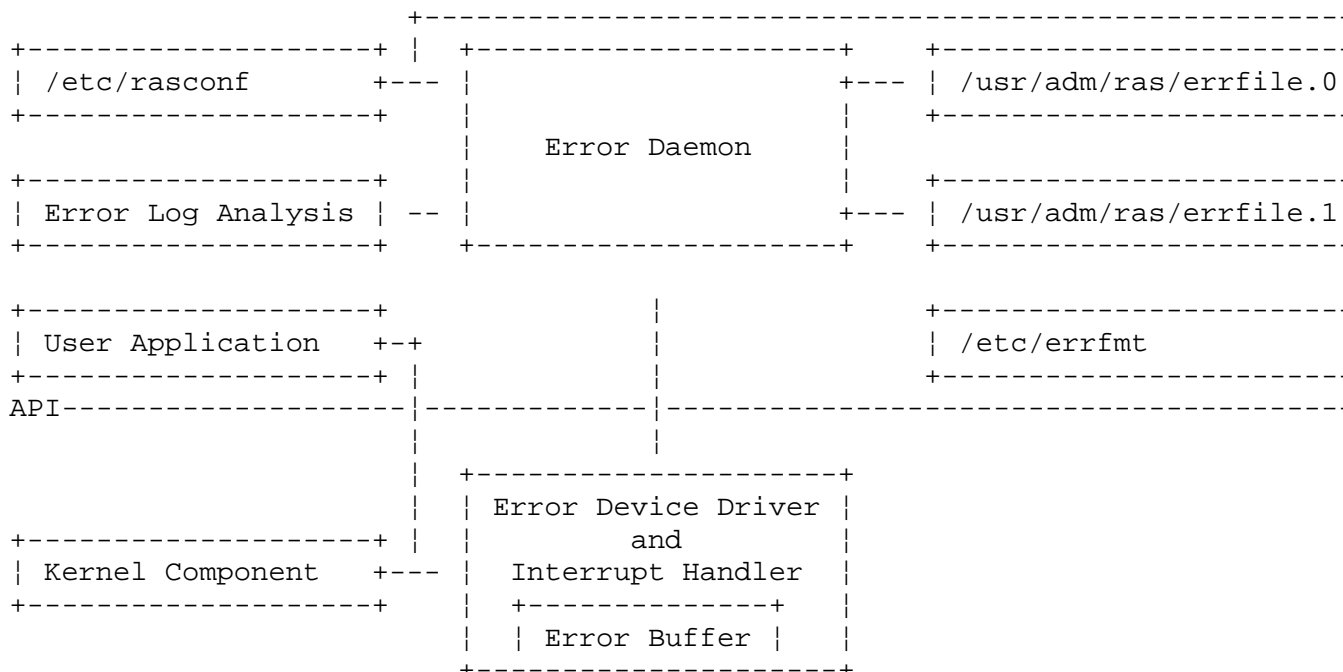 /etc/rasconf
/usr/adm/ras/errfile.0
Error Daemon
Error Log Analysis
/usr/adm/ras/errfile.1
User Application
/etc/errfmt
API
Error Device Driver
and
Kernel Component
Interrupt Handler
Error Buffer